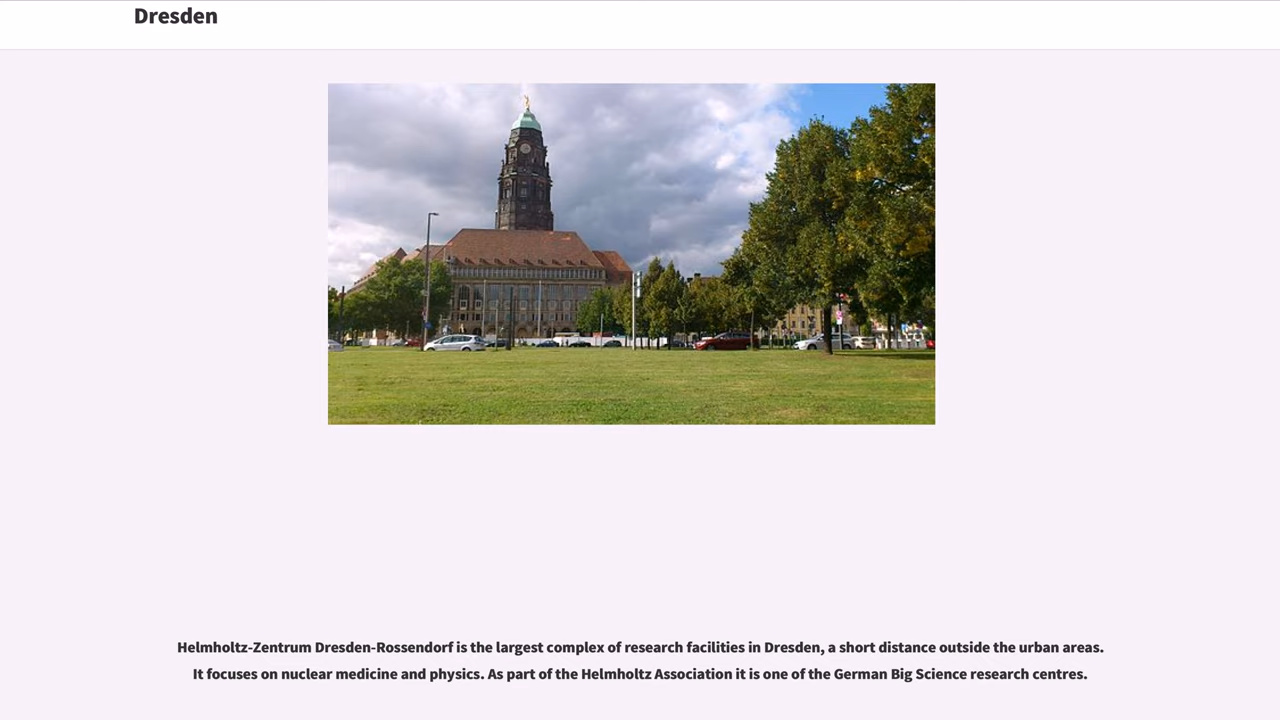 Dresden
Helmholtz-Zentrum Dresden-Rossendorf is the largest complex of research facilities in Dresden, a short distance outside the urban areas.
It focuses on nuclear medicine and physics. As part of the Helmholtz Association it is one of the German Big Science research centres.